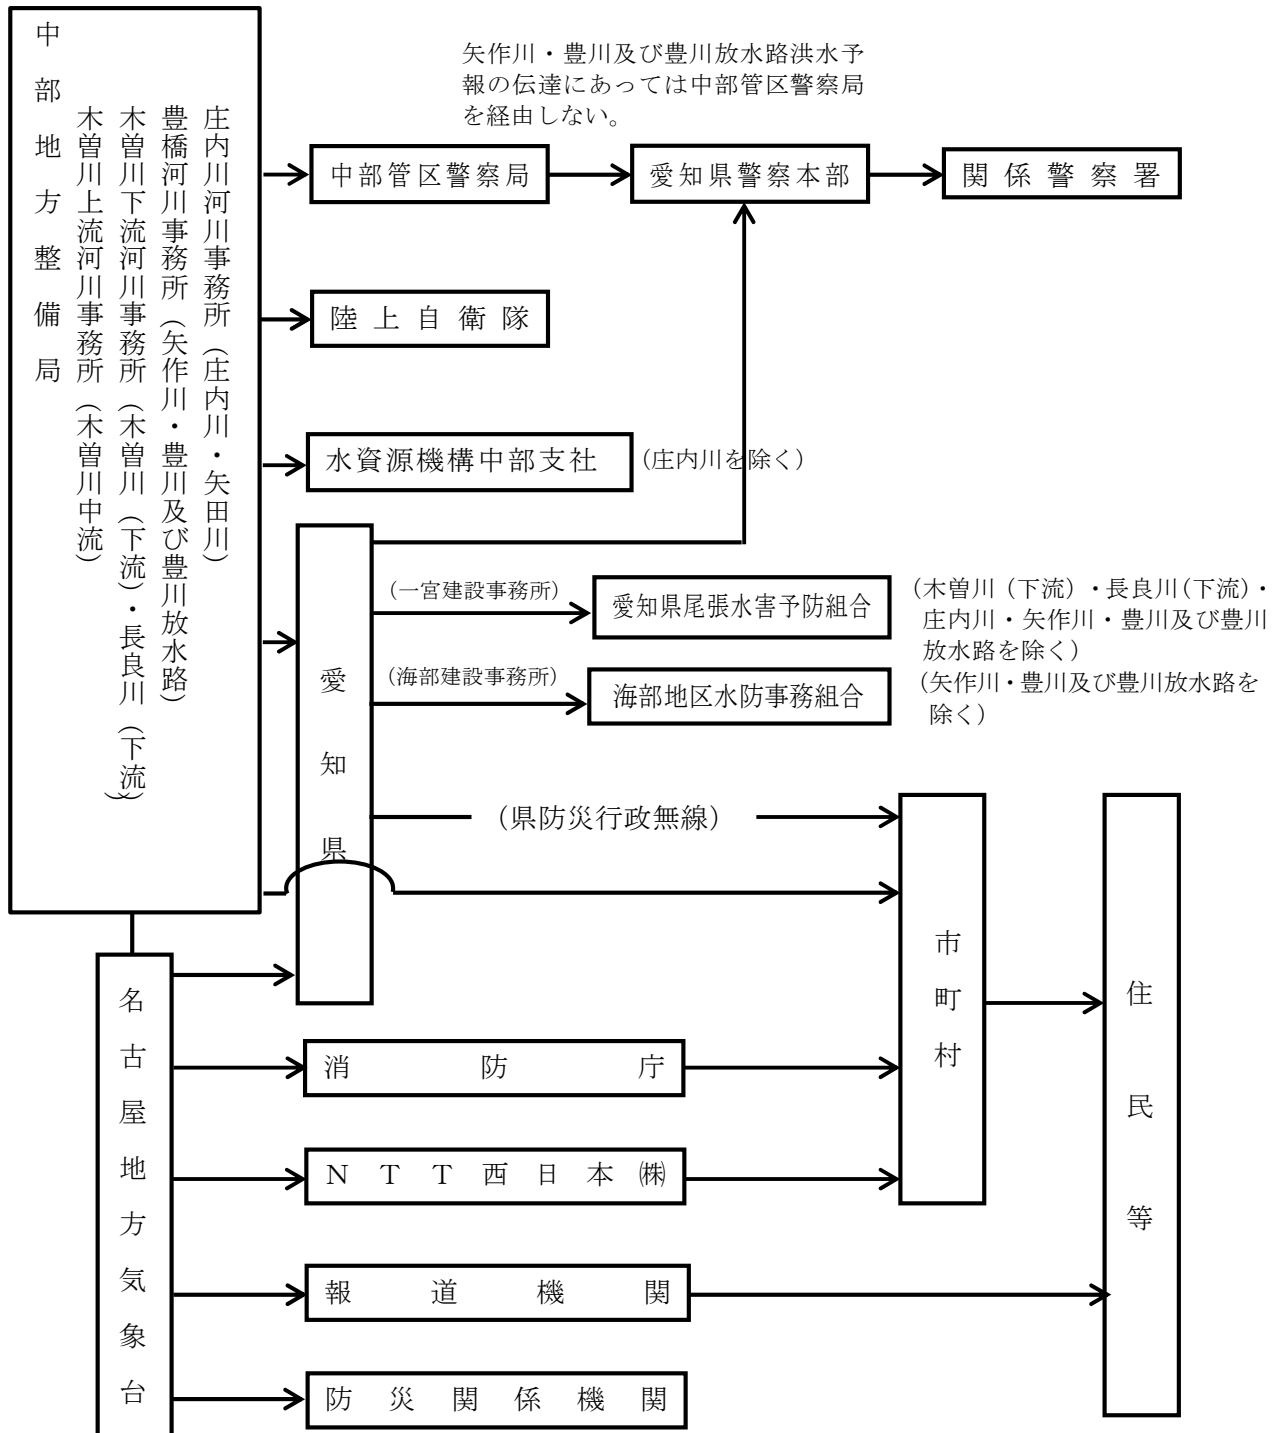 中部地方整備局
庄内川河川事務所（庄内川・矢田川）
豊橋河川事務所（矢作川・豊川及び豊川放水路）
木曽川下流河川事務所（木曽川（下流）・長良川（下流））
木曽川上流河川事務所（木曽川中流）
矢作川・豊川及び豊川放水路洪水予
報の伝達にあっては中部管区警察局
を経由しない。
中部管区警察局
愛知県警察本部
関係警察署
陸上自衛隊
水資源機構中部支社
（庄内川を除く）
愛知県
（一宮建設事務所）
愛知県尾張水害予防組合
（木曽川（下流）・長良川（下流）・
庄内川・矢作川・豊川及び豊川
放水路を除く）
（海部建設事務所）
海部地区水防事務組合
（矢作川・豊川及び豊川放水路を
除く）
（県防災行政無線）
市町村
住民等
名古屋地方気象台
消防庁
ＮＴＴ西日本㈱
報道機関
防災関係機関